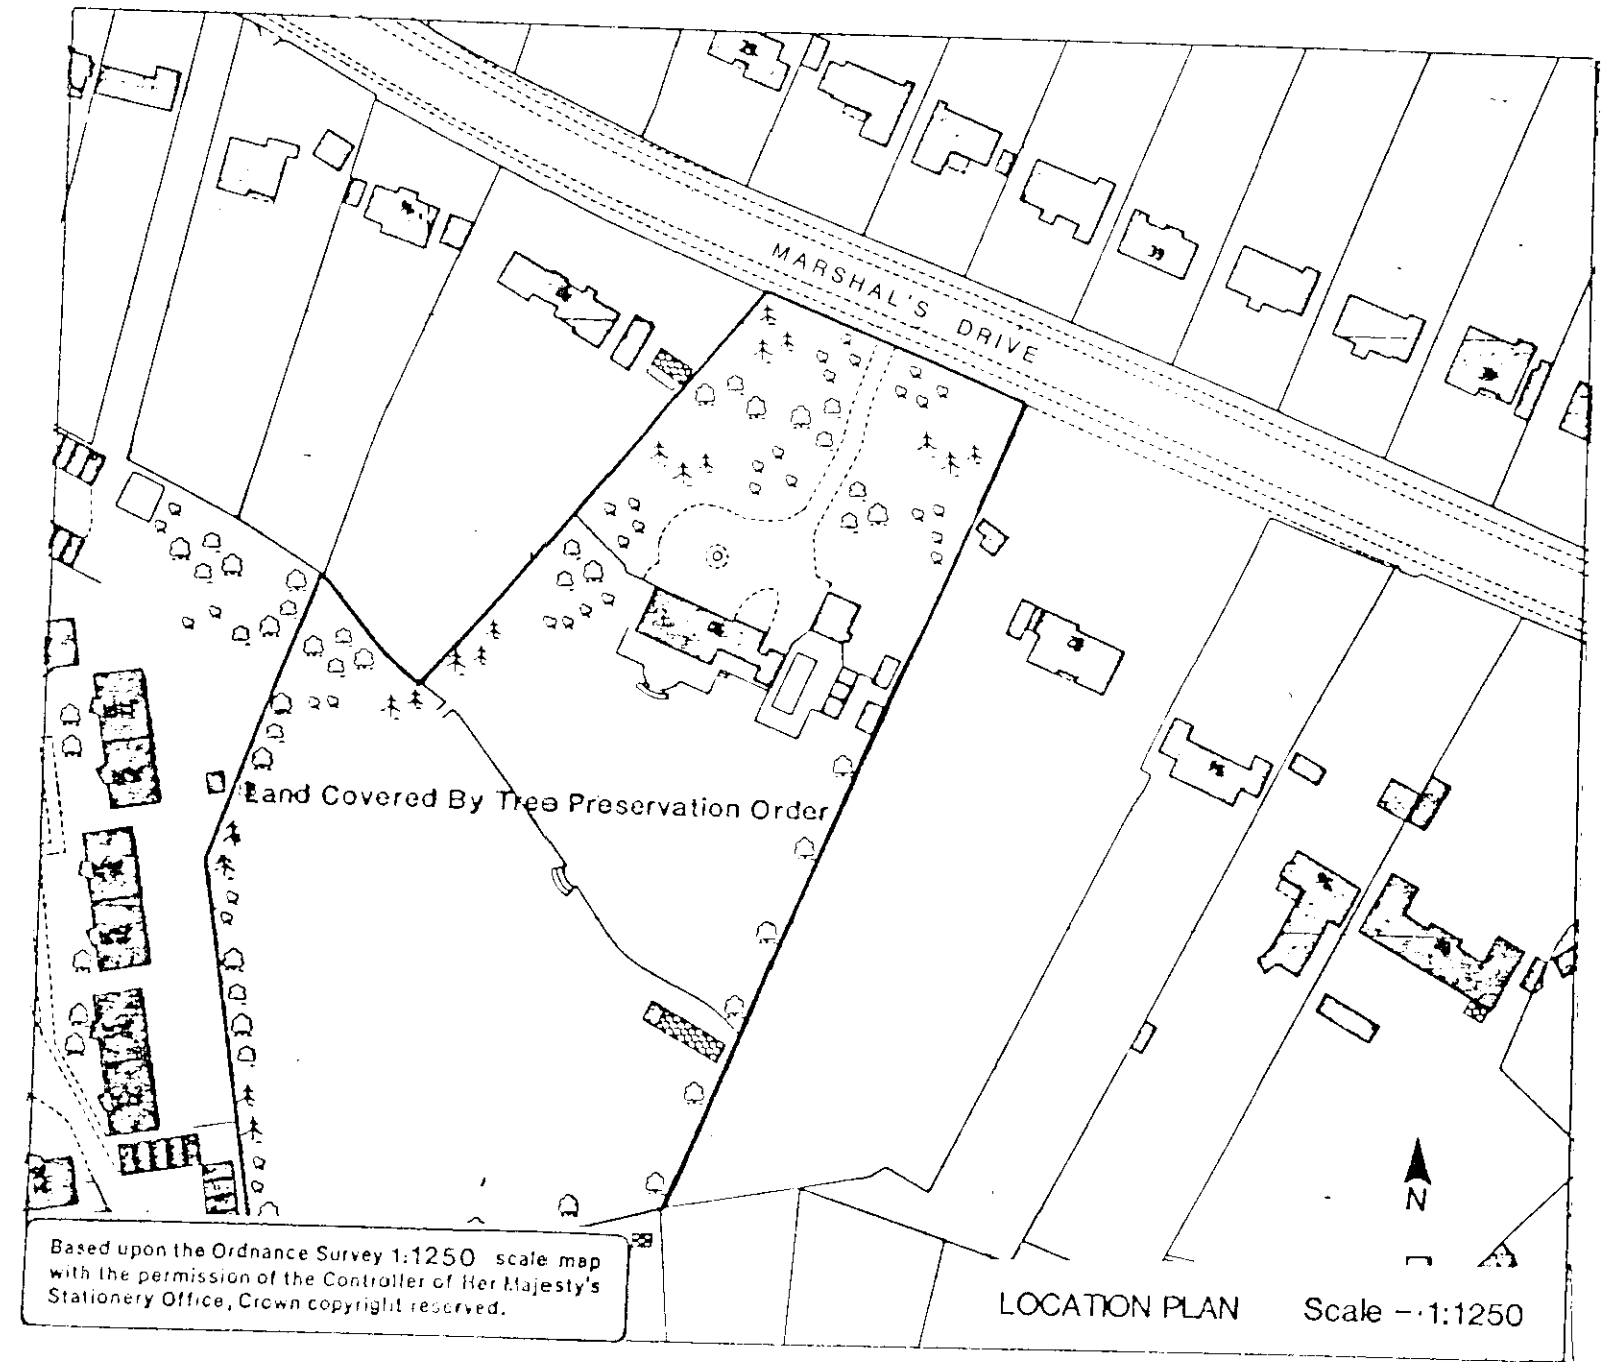 MARSHAL'S DRIVE
39
Land Covered By Tree Preservation Order
N
Based upon the Ordnance Survey 1:1250 scale map
with the permission of the Controller of Her Majesty's
Stationery Office, Crown copyright reserved.
LOCATION PLAN Scale - 1:1250